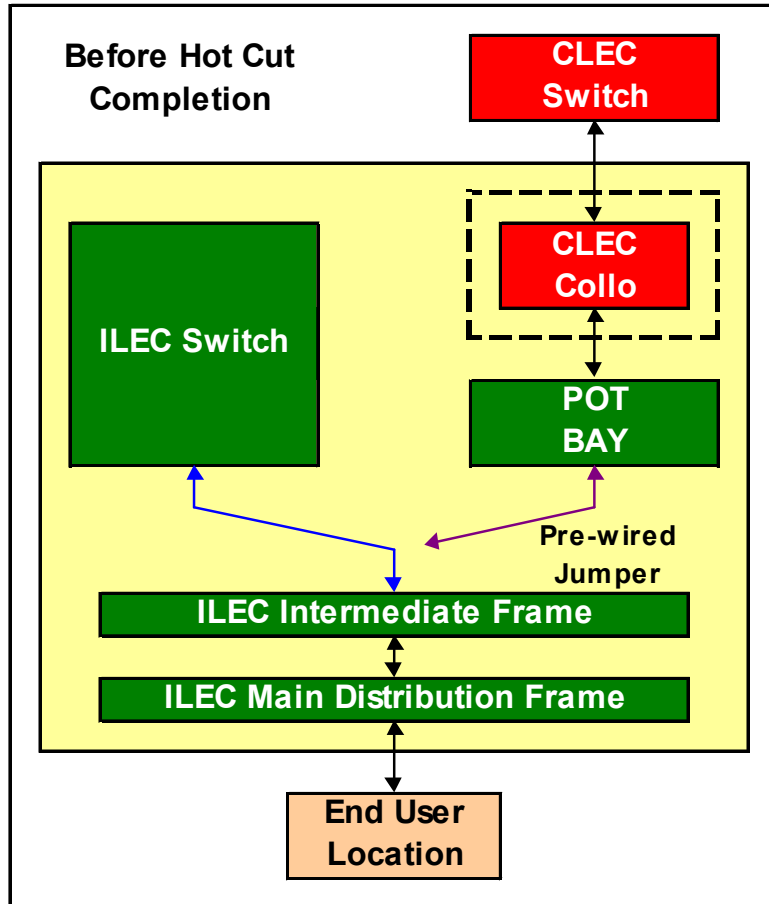 Before Hot Cut
Completion
CLEC
Switch
CLEC
Collo
ILEC Switch
POT
BAY
Pre-wired
Jumper
ILEC Intermediate Frame
ILEC Main Distribution Frame
End User
Location